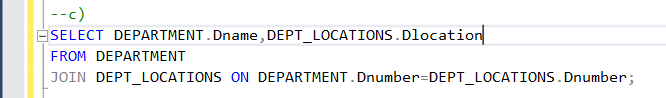 --c)
SELECT DEPARTMENT.Dname,DEPT_LOCATIONS.Dlocation
FROM DEPARTMENT
JOIN DEPT_LOCATIONS ON DEPARTMENT.Dnumber=DEPT_LOCATIONS.Dnumber;